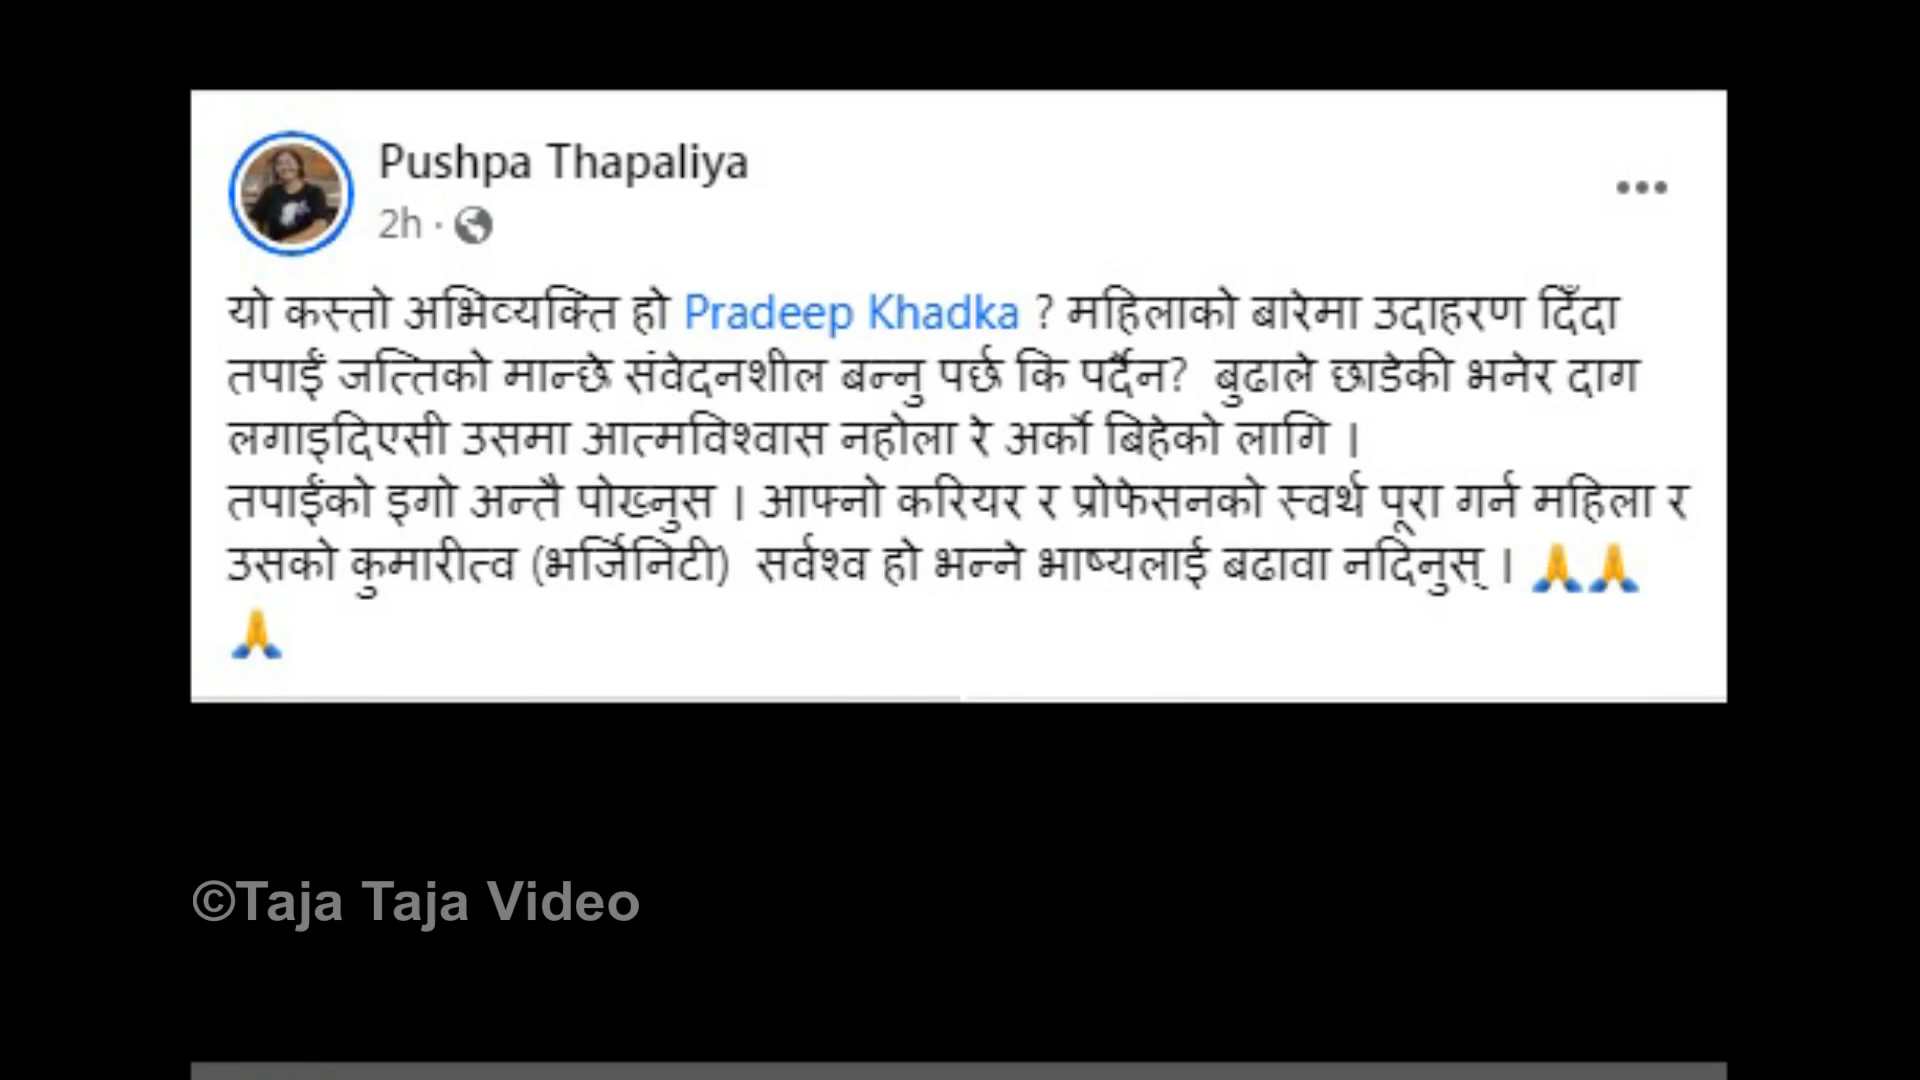 Pushpa Thapaliya
2h ·
यो कस्तो अभिव्यक्ति हो Pradeep Khadka ? महिलाको बारेमा उदाहरण दिँदा
तपाईं जत्तिको मान्छे संवेदनशील बन्नु पर्छ कि पर्दैन? बुढाले छाडेकी भनेर दाग
लगाइदिएसी उसमा आत्मविश्वास नहोला रे अर्को बिहेको लागि ।
तपाईंको इगो अन्तै पोख्नुस । आफ्नो करियर र प्रोफेसनको स्वर्थ पूरा गर्न महिला र
उसको कुमारीत्व (भर्जिनिटी) सर्वश्व हो भन्ने भाष्यलाई बढावा नदिनुस् । 🙏🙏
🙏
©Taja Taja Video